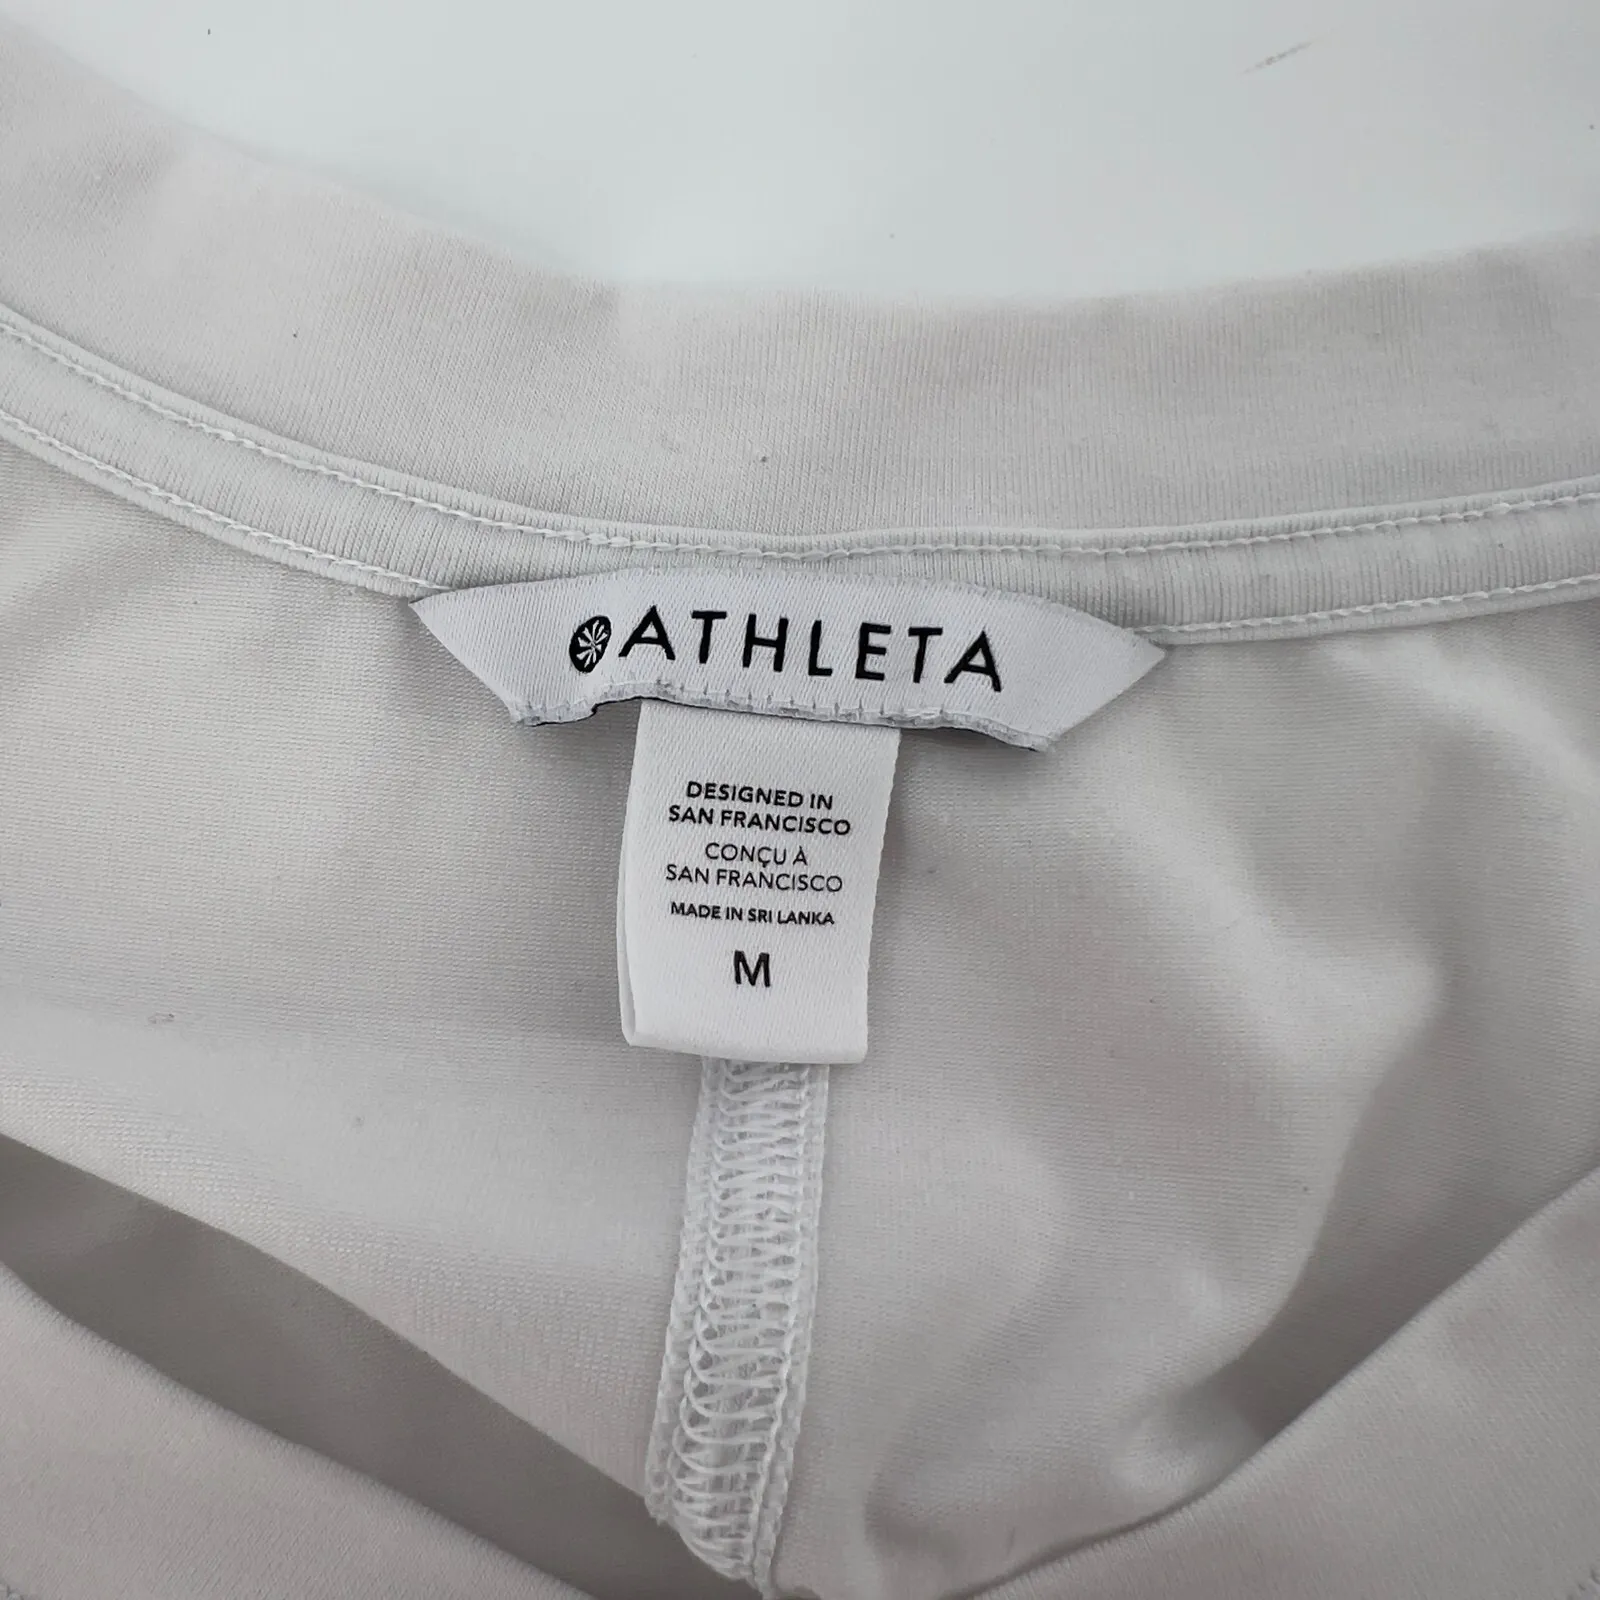 ATHLETA
DESIGNED IN
SAN FRANCISCO
CONÇU À
SAN FRANCISCO
MADE IN SRI LANKA
M